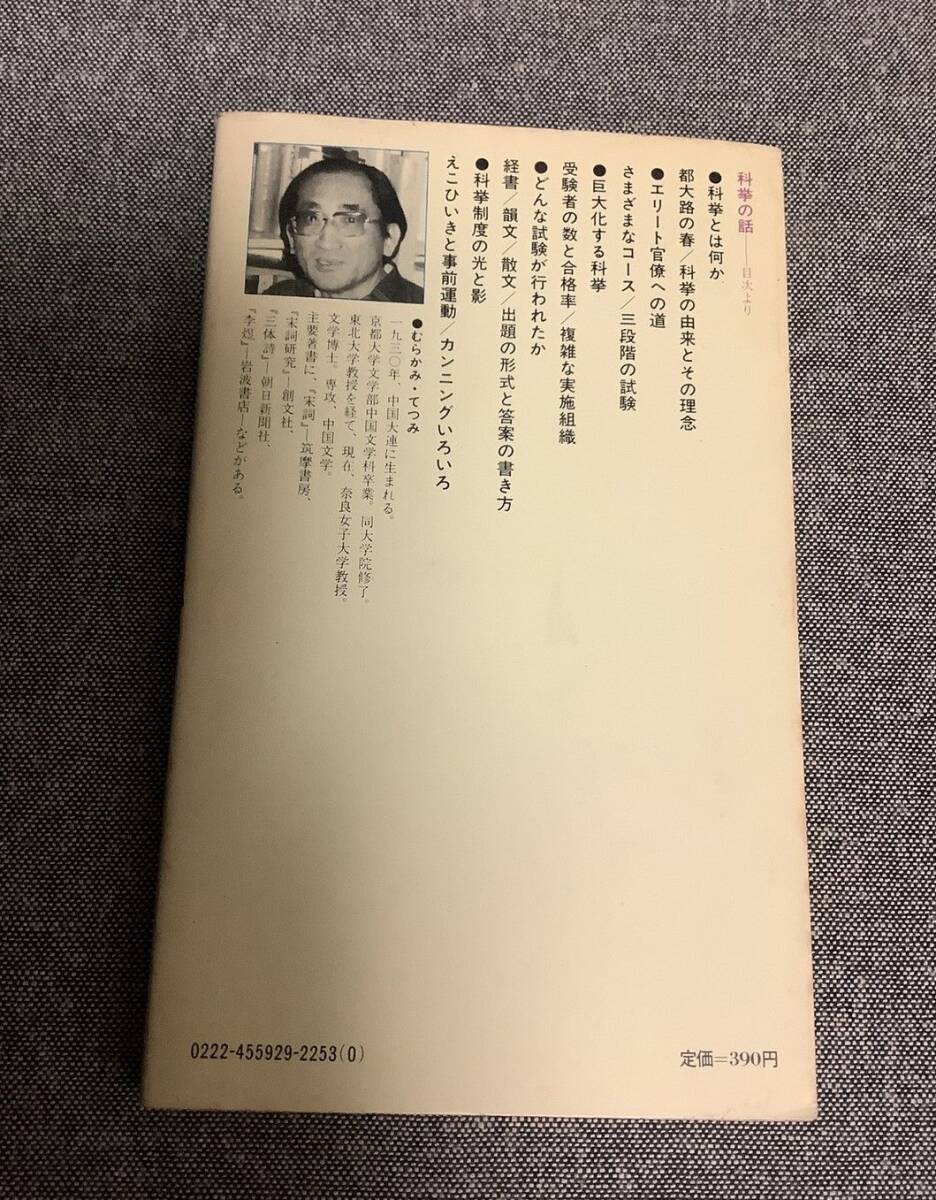 科挙の話――目次より
●科挙とは何か
都大路の春/科挙の由来とその理念
●エリート官僚への道
さまざまなコース/三段階の試験
●巨大化する科挙
受験者の数と合格率/複雑な実施組織
●どんな試験が行われたか
経書/韻文/散文/出題の形式と答案の書き方
●科挙制度の光と影
えこひいきと事前運動/カンニングいろいろ
●むらかみ・てつみ
一九三〇年、中国大連に生まれる。
京都大学文学部中国文学科卒業。同大学院修了。
東北大学教授を経て、現在、奈良女子大学教授。
文学博士。専攻、中国文学。
主要著書に、『宋詞』―筑摩書房、
『宋詞研究』―創文社、
『三体詩』―朝日新聞社、
『李煜』―岩波書店―などがある。
0222-455929-2253(0)
定価=390円